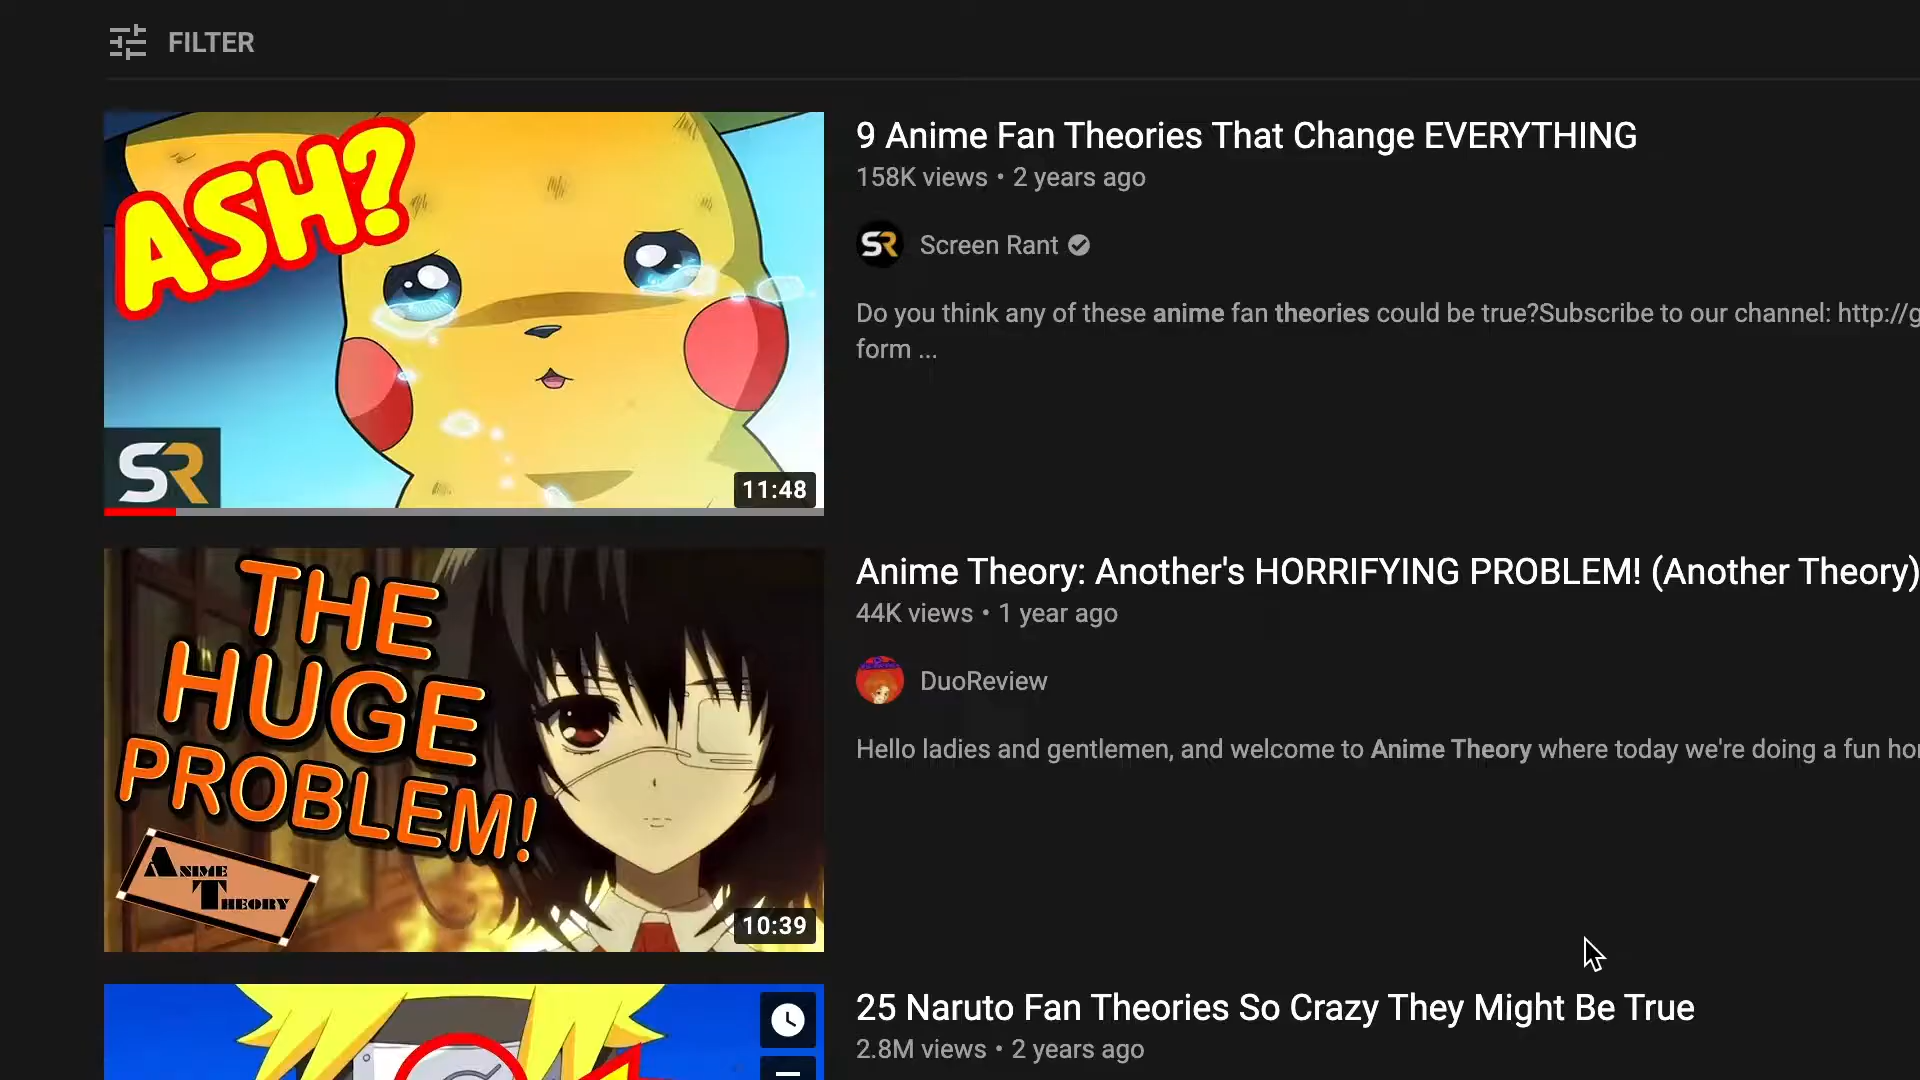 FILTER
ASH?
SR
11:48
9 Anime Fan Theories That Change EVERYTHING
158K views • 2 years ago
SR
Screen Rant
Do you think any of these anime fan theories could be true?Subscribe to our channel: http://g
form ...
THE
HUGE
PROBLEM!
ANIME
THEORY
10:39
Anime Theory: Another's HORRIFYING PROBLEM! (Another Theory)
44K views • 1 year ago
DuoReview
Hello ladies and gentlemen, and welcome to Anime Theory where today we're doing a fun ho
25 Naruto Fan Theories So Crazy They Might Be True
2.8M views • 2 years ago